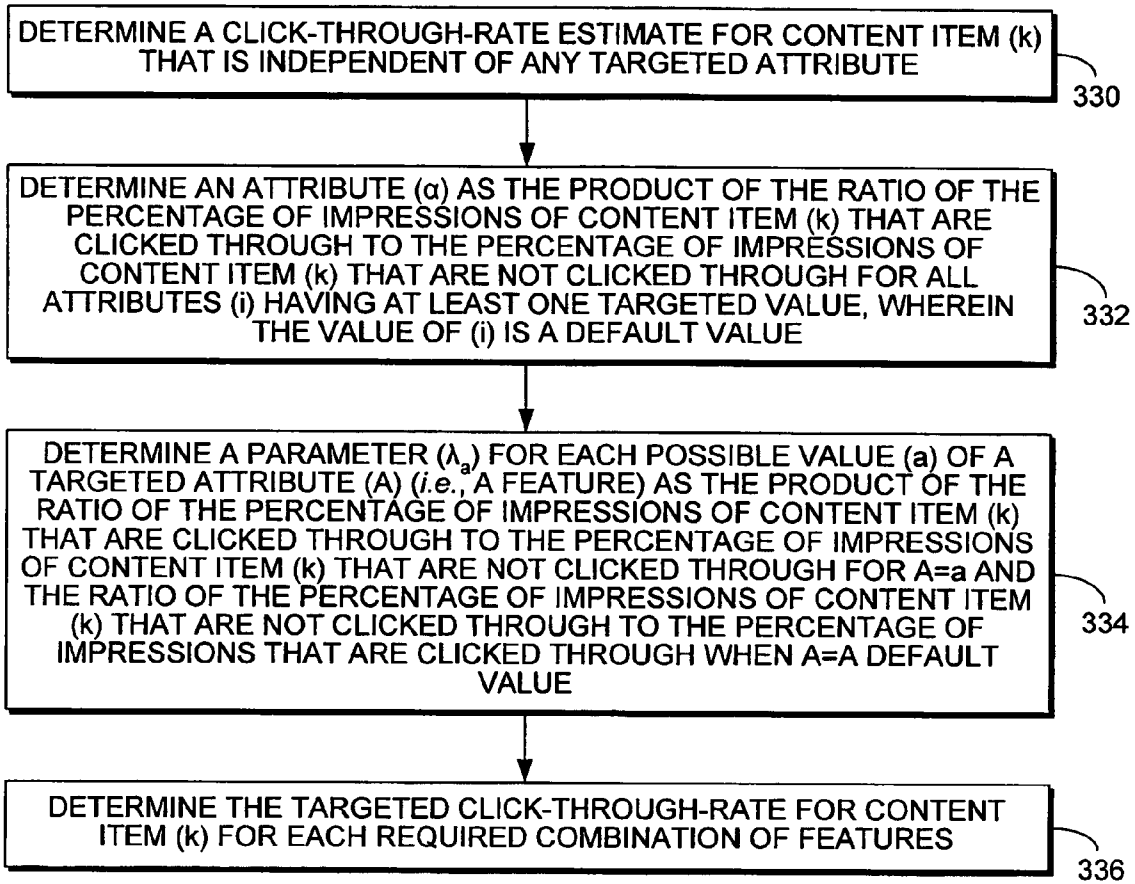 DETERMINE A CLICK-THROUGH-RATE ESTIMATE FOR CONTENT ITEM (k)
THAT IS INDEPENDENT OF ANY TARGETED ATTRIBUTE
330
DETERMINE AN ATTRIBUTE (α) AS THE PRODUCT OF THE RATIO OF THE
PERCENTAGE OF IMPRESSIONS OF CONTENT ITEM (k) THAT ARE
CLICKED THROUGH TO THE PERCENTAGE OF IMPRESSIONS OF
CONTENT ITEM (k) THAT ARE NOT CLICKED THROUGH FOR ALL
ATTRIBUTES (i) HAVING AT LEAST ONE TARGETED VALUE, WHEREIN
THE VALUE OF (i) IS A DEFAULT VALUE
332
DETERMINE A PARAMETER (λa) FOR EACH POSSIBLE VALUE (a) OF A
TARGETED ATTRIBUTE (A) (i.e., A FEATURE) AS THE PRODUCT OF THE
RATIO OF THE PERCENTAGE OF IMPRESSIONS OF CONTENT ITEM (k)
THAT ARE CLICKED THROUGH TO THE PERCENTAGE OF IMPRESSIONS
OF CONTENT ITEM (k) THAT ARE NOT CLICKED THROUGH FOR A=a AND
THE RATIO OF THE PERCENTAGE OF IMPRESSIONS OF CONTENT ITEM
(k) THAT ARE NOT CLICKED THROUGH TO THE PERCENTAGE OF
IMPRESSIONS THAT ARE CLICKED THROUGH WHEN A=A DEFAULT
VALUE
334
DETERMINE THE TARGETED CLICK-THROUGH-RATE FOR CONTENT
ITEM (k) FOR EACH REQUIRED COMBINATION OF FEATURES
336